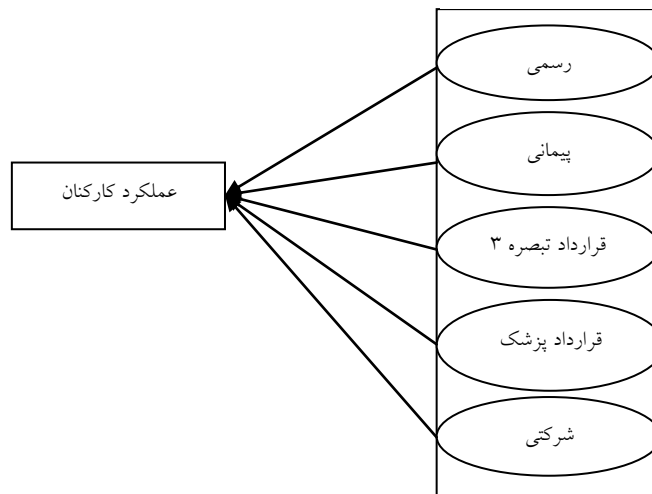 رسمی
پیمانی
عملکرد کارکنان
قرارداد تبصره ۳
قرارداد پزشک
شرکتی